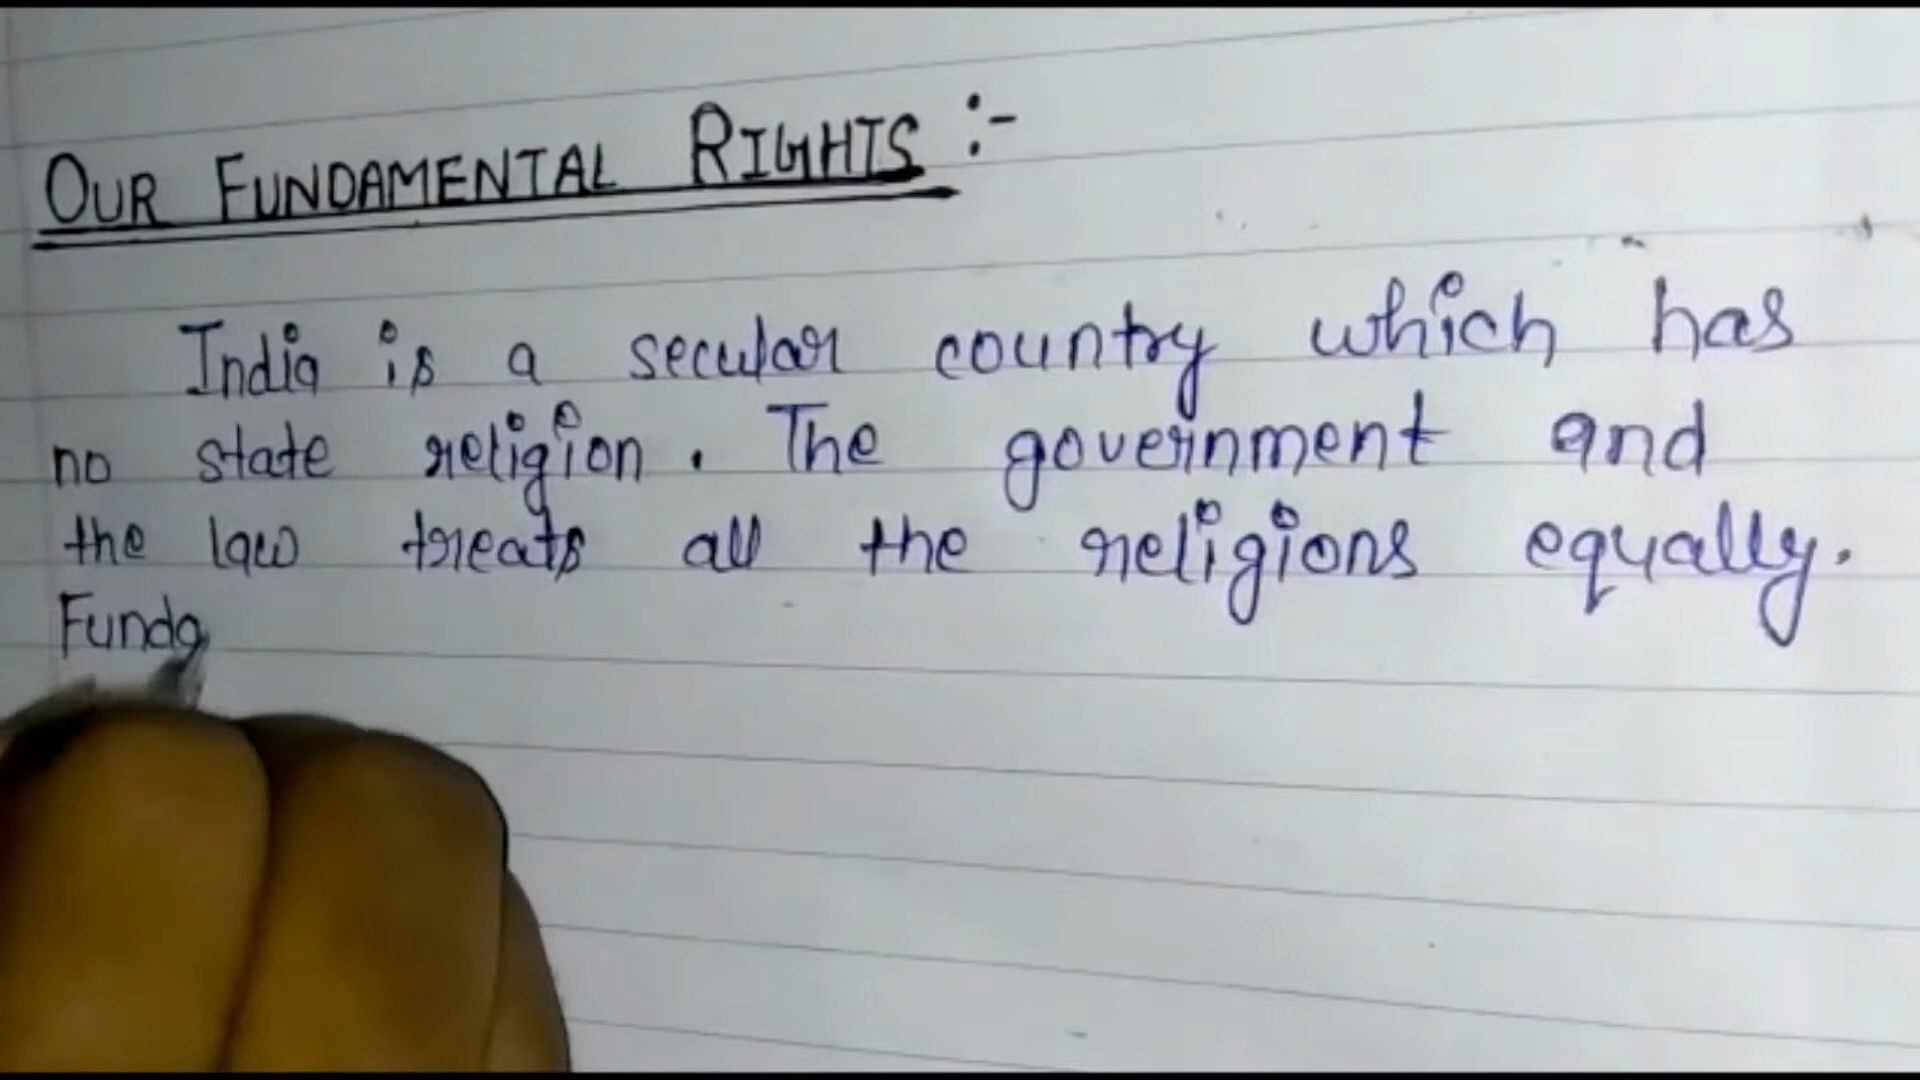 OUR FUNDAMENTAL RIGHTS :-
India is a secular country which has
no state religion. The government and
the law treats all the religions equally.
Funda